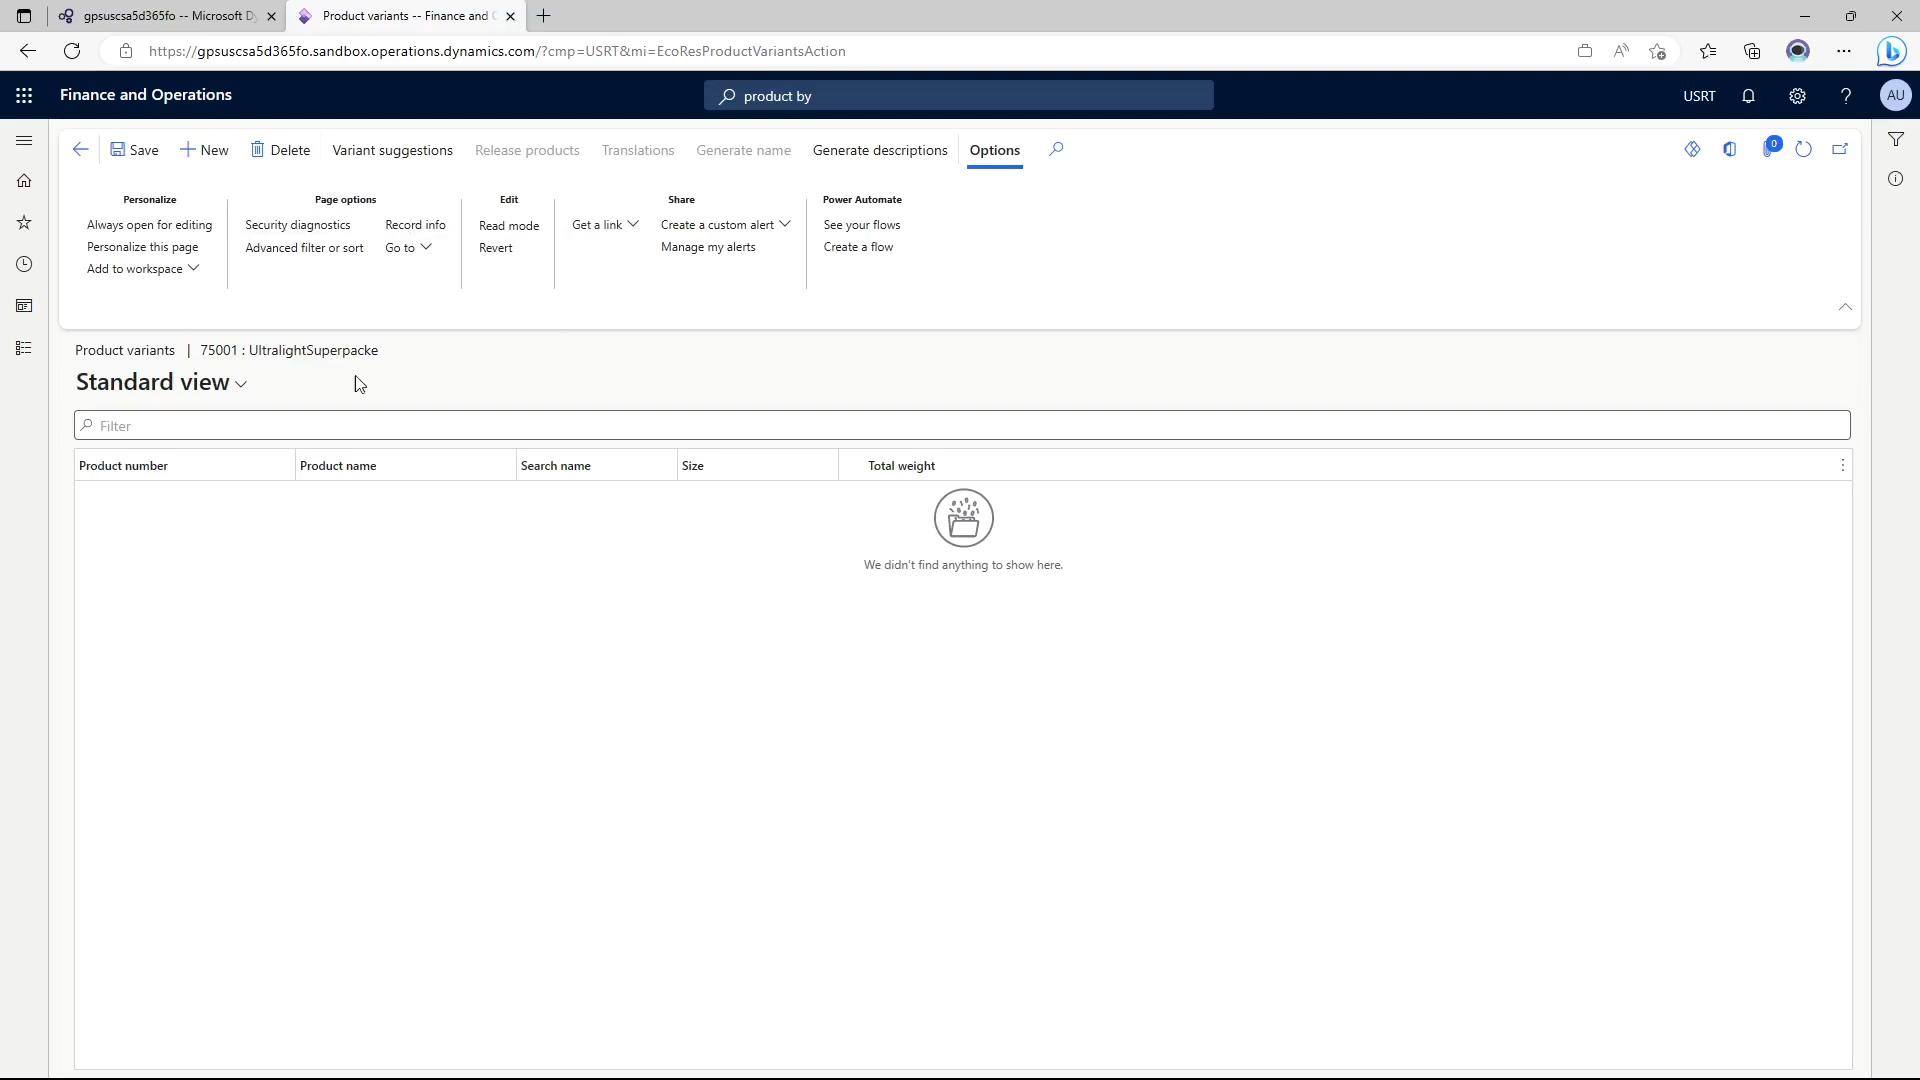 gpsuscsa5d365fo -- Microsoft Dy
Product variants -- Finance and O
https://gpsuscsa5d365fo.sandbox.operations.dynamics.com/?cmp=USRT&mi=EcoResProductVariantsAction
Finance and Operations
product by
USRT
AU
Save
New
Delete
Variant suggestions
Release products
Translations
Generate name
Generate descriptions
Options
0
Personalize
Always open for editing
Personalize this page
Add to workspace
Page options
Security diagnostics
Advanced filter or sort
Record info
Go to
Edit
Read mode
Revert
Share
Get a link
Create a custom alert
Manage my alerts
Power Automate
See your flows
Create a flow
Product variants | 75001 : UltralightSuperpacke
Standard view
Filter
Product number
Product name
Search name
Size
Total weight
We didn't find anything to show here.